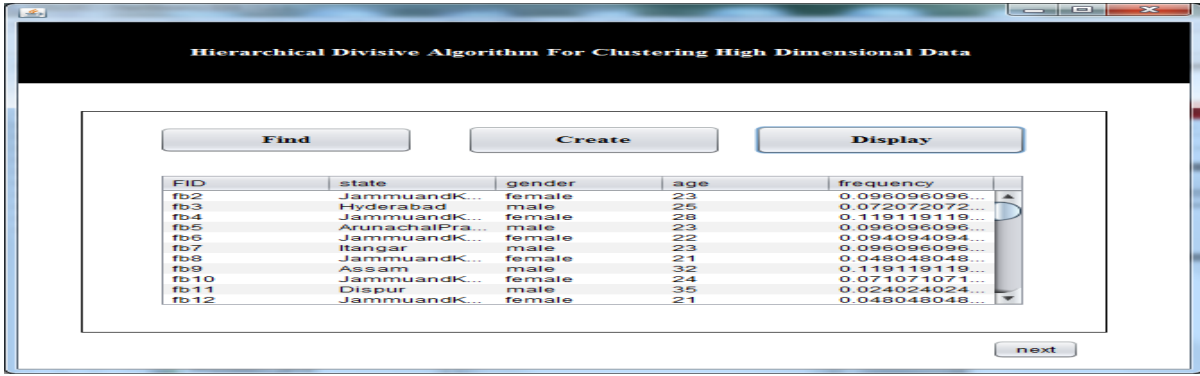 Hierarchical Divisive Algorithm For Clustering High Dimensional Data
Find Create Display
FID state gender age frequency
fb2 JammuandK... female 23 0.096096096...
fb3 Hyderabad male 25 0.072072072...
fb4 JammuandK... female 28 0.119119119...
fb5 ArunachalPra... male 23 0.096096096...
fb6 JammuandK... female 22 0.094094094...
fb7 Itangar male 23 0.096096096...
fb8 JammuandK... female 21 0.048048048...
fb9 Assam male 32 0.119119119...
fb10 JammuandK... female 24 0.071071071...
fb11 Dispur male 35 0.024024024...
fb12 JammuandK... female 21 0.048048048...
next